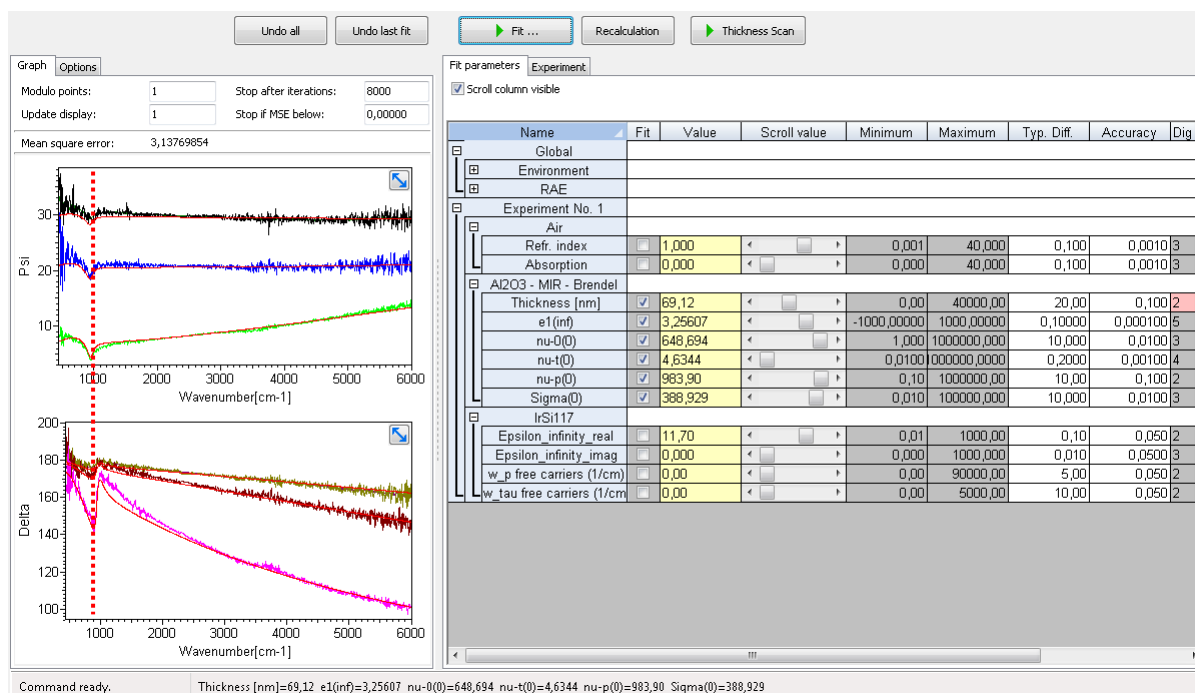 Undo all Undo last fit Fit ... Recalculation Thickness Scan
Graph Options
Modulo points: 1 Stop after iterations: 8000
Update display: 1 Stop if MSE below: 0,00000
Mean square error: 3,13769854
30
20
10
Psi
1000 2000 3000 4000 5000 6000
Wavenumber[cm-1]
200
180
160
140
120
100
Delta
1000 2000 3000 4000 5000 6000
Wavenumber[cm-1]
Fit parameters Experiment
Scroll column visible
Name Fit Value Scroll value Minimum Maximum Typ. Diff. Accuracy Dig
Global
Environment
RAE
Experiment No. 1
Air
Refr. index 1,000 0,001 40,000 0,100 0,0010 3
Absorption 0,000 0,000 40,000 0,100 0,0010 3
Al2O3 - MIR - Brendel
Thickness [nm] 69,12 0,00 40000,00 20,00 0,100 2
e1(inf) 3,25607 -1000,00000 1000,00000 0,10000 0,000100 5
nu-0(0) 648,694 1,000 1000000,000 10,000 0,0100 3
nu-t(0) 4,6344 0,0100 1000000,0000 0,2000 0,00100 4
nu-p(0) 983,90 0,10 1000000,00 10,00 0,100 2
Sigma(0) 388,929 0,010 100000,000 10,000 0,0100 3
IrSi117
Epsilon_infinity_real 11,70 0,01 1000,00 0,10 0,050 2
Epsilon_infinity_imag 0,000 0,000 1000,000 0,010 0,0500 3
w_p free carriers (1/cm) 0,00 0,00 90000,00 5,00 0,050 2
w_tau free carriers (1/cm 0,00 0,00 5000,00 10,00 0,050 2
Command ready. Thickness [nm]=69,12 e1(inf)=3,25607 nu-0(0)=648,694 nu-t(0)=4,6344 nu-p(0)=983,90 Sigma(0)=388,929